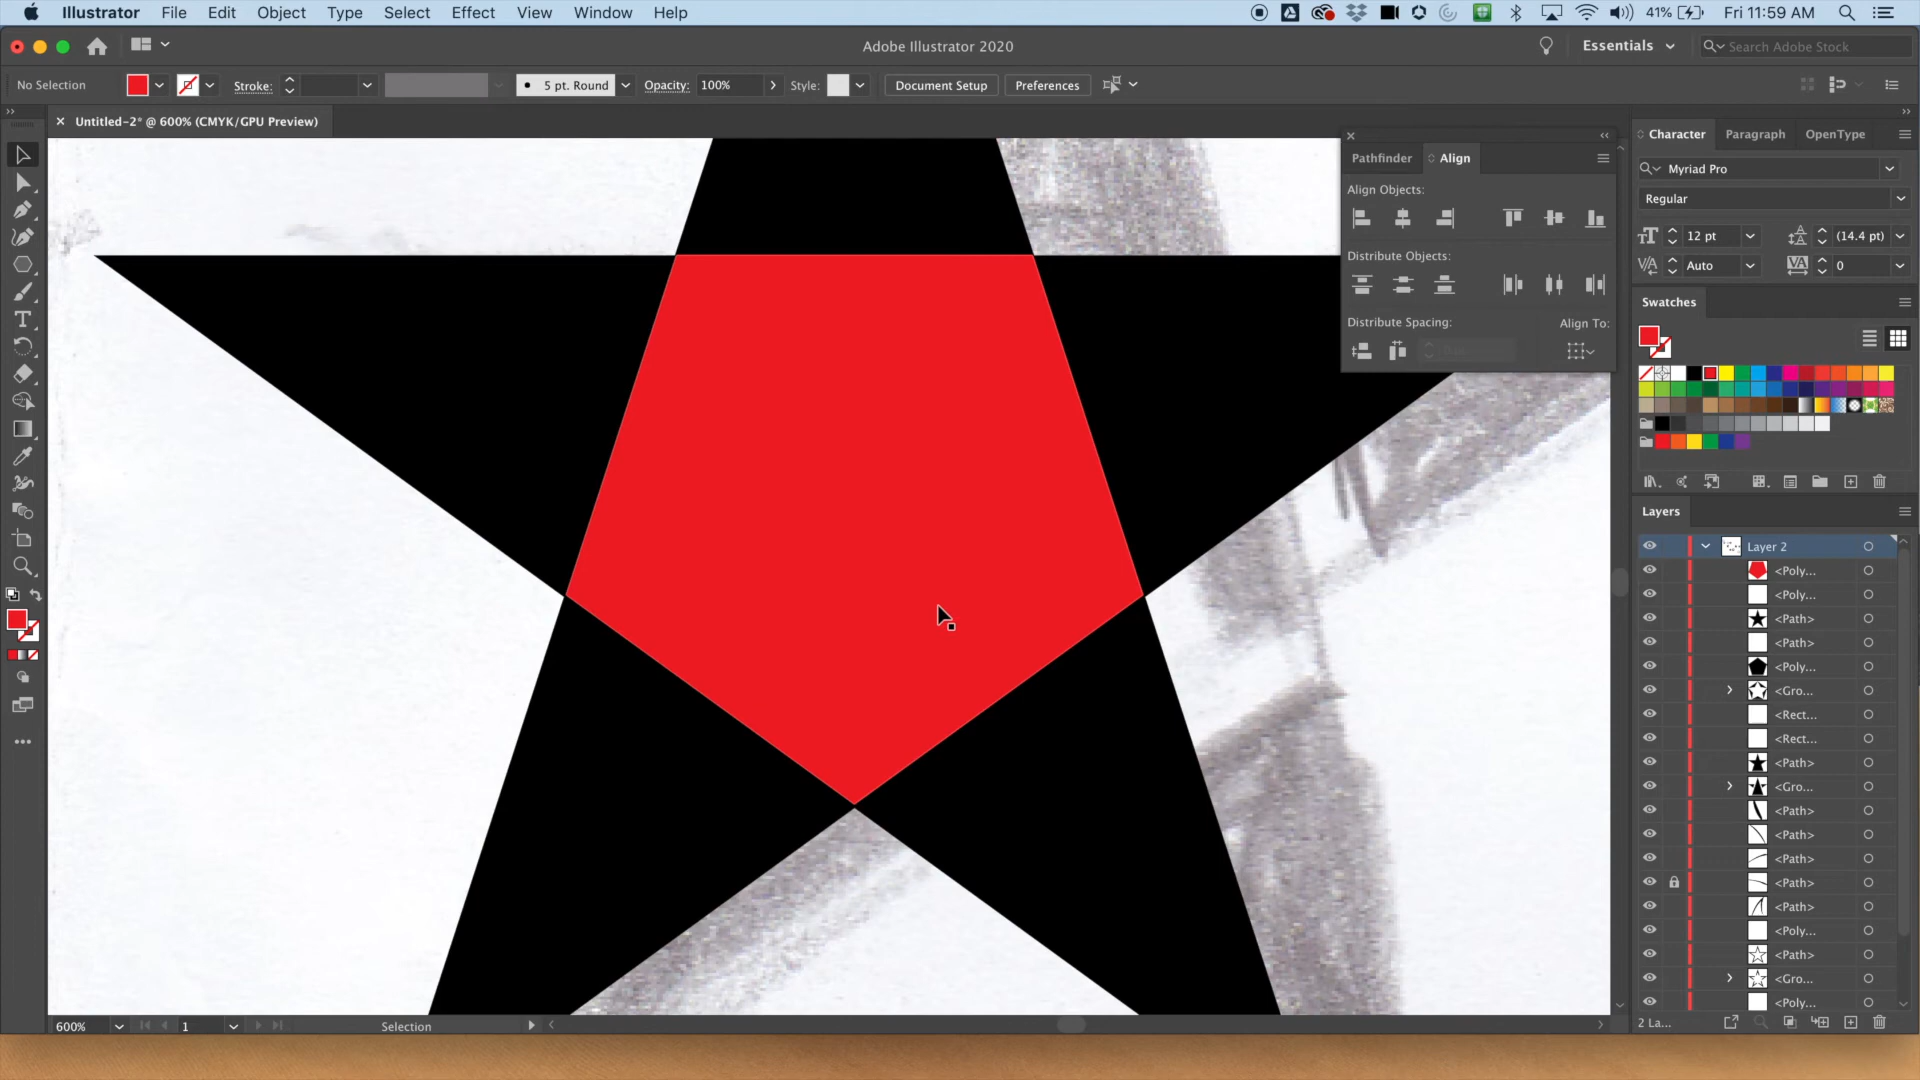 Illustrator File Edit Object Type Select Effect View Window Help 41% Fri 11:59 AM
Adobe Illustrator 2020 Essentials Search Adobe Stock
No Selection Stroke: 5 pt. Round Opacity: 100% Style: Document Setup Preferences
Untitled-2* @ 600% (CMYK/GPU Preview)
Pathfinder Align
Align Objects:
Distribute Objects:
Distribute Spacing: Align To:
Character Paragraph OpenType
Myriad Pro
Regular
12 pt (14.4 pt)
Auto 0
Swatches
Layers
Layer 2
<Poly...
<Poly...
<Path>
<Path>
<Poly...
<Gro...
<Rect...
<Rect...
<Path>
<Gro...
<Path>
<Path>
<Path>
<Path>
<Path>
<Poly...
<Path>
<Gro...
<Poly...
2 La...
600% 1 Selection